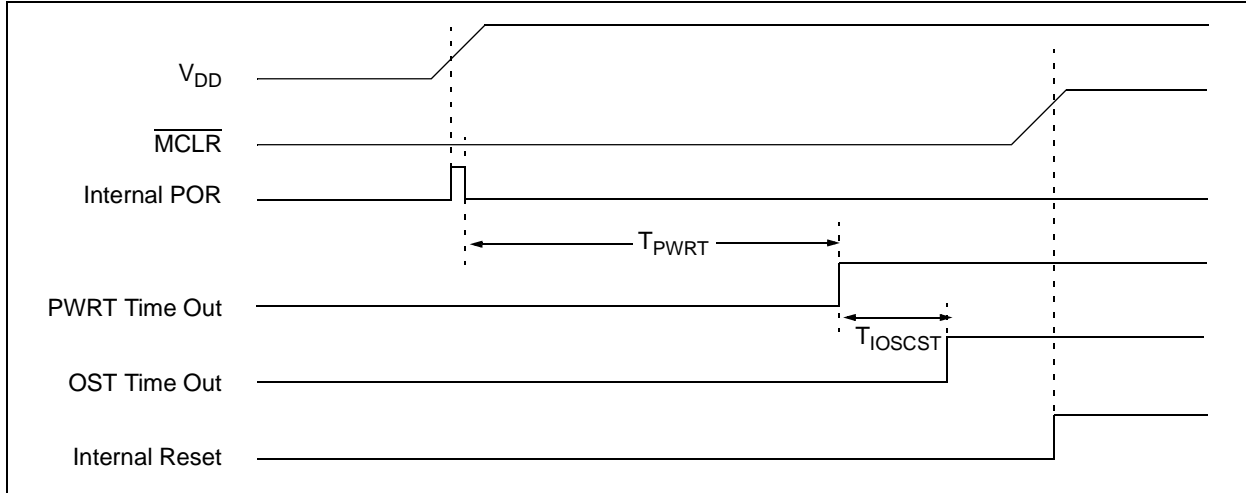 VDD
MCLR
Internal POR
TPWRT
PWRT Time Out
TIOSCST
OST Time Out
Internal Reset